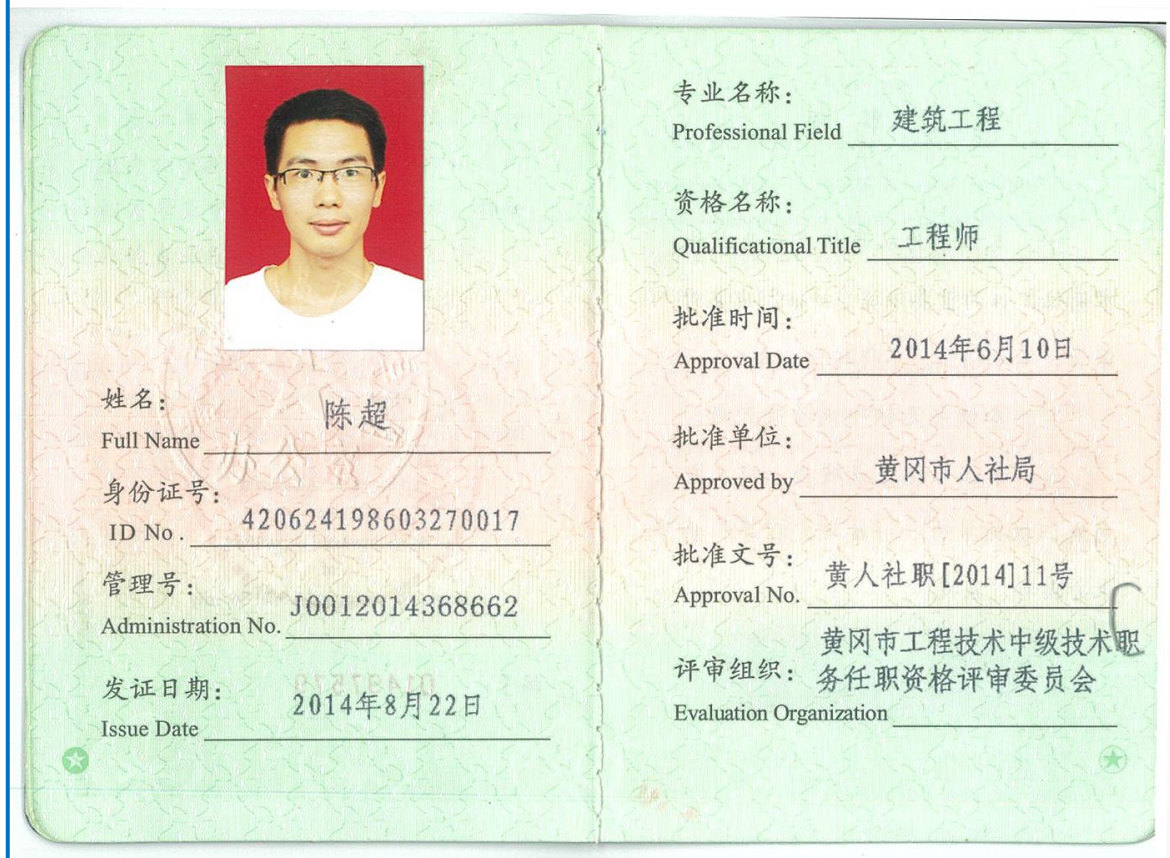 姓名：
陈超
Full Name
身份证号：
420624198603270017
ID No .
管理号：
J0012014368662
Administration No.
发证日期：
2014年8月22日
Issue Date
办公室
专业名称：
建筑工程
Professional Field
资格名称：
工程师
Qualificational Title
批准时间：
2014年6月10日
Approval Date
批准单位：
黄冈市人社局
Approved by
批准文号：
黄人社职[2014]11号
Approval No.
黄冈市工程技术中级技术职
评审组织：
务任职资格评审委员会
Evaluation Organization